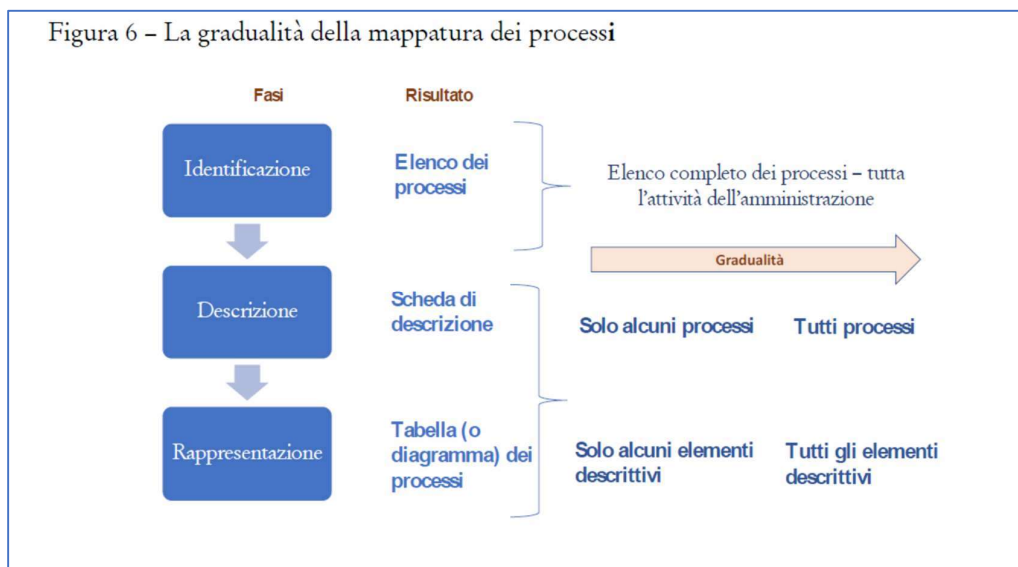 Figura 6 – La gradualità della mappatura dei processi
Fasi
Risultato
Identificazione
Elenco dei
processi
Elenco completo dei processi – tutta
l'attività dell'amministrazione
Gradualità
Descrizione
Scheda di
descrizione
Solo alcuni processi
Tutti processi
Rappresentazione
Tabella (o
diagramma) dei
processi
Solo alcuni elementi
descrittivi
Tutti gli elementi
descrittivi